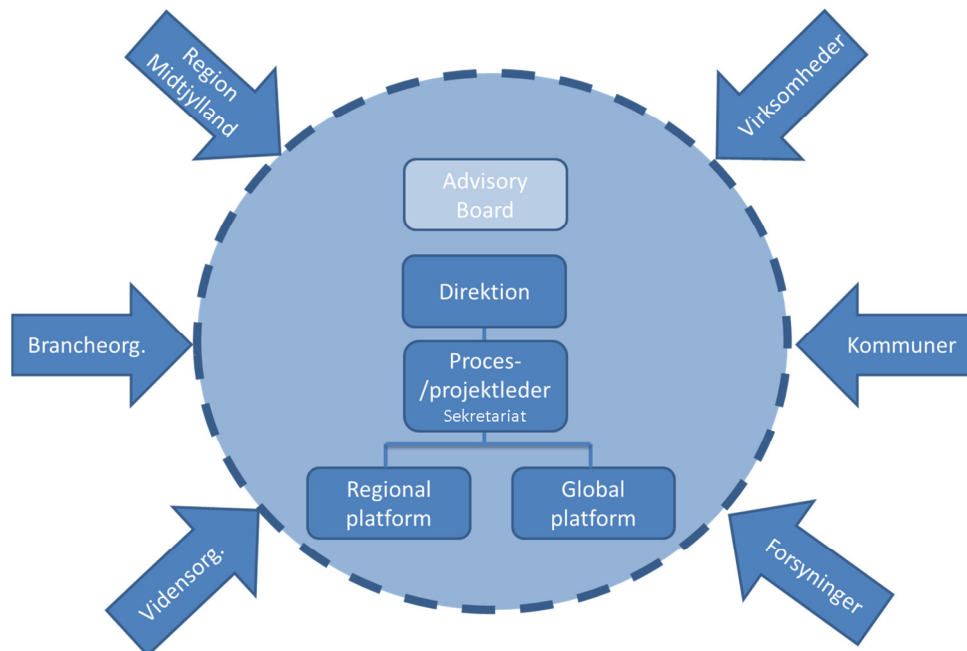 Region
Midtjylland
Virksomheder
Advisory
Board
Direktion
Brancheorg.
Proces-
/projektleder
Sekretariat
Kommuner
Regional
platform
Global
platform
Vidensorg.
Forsyninger